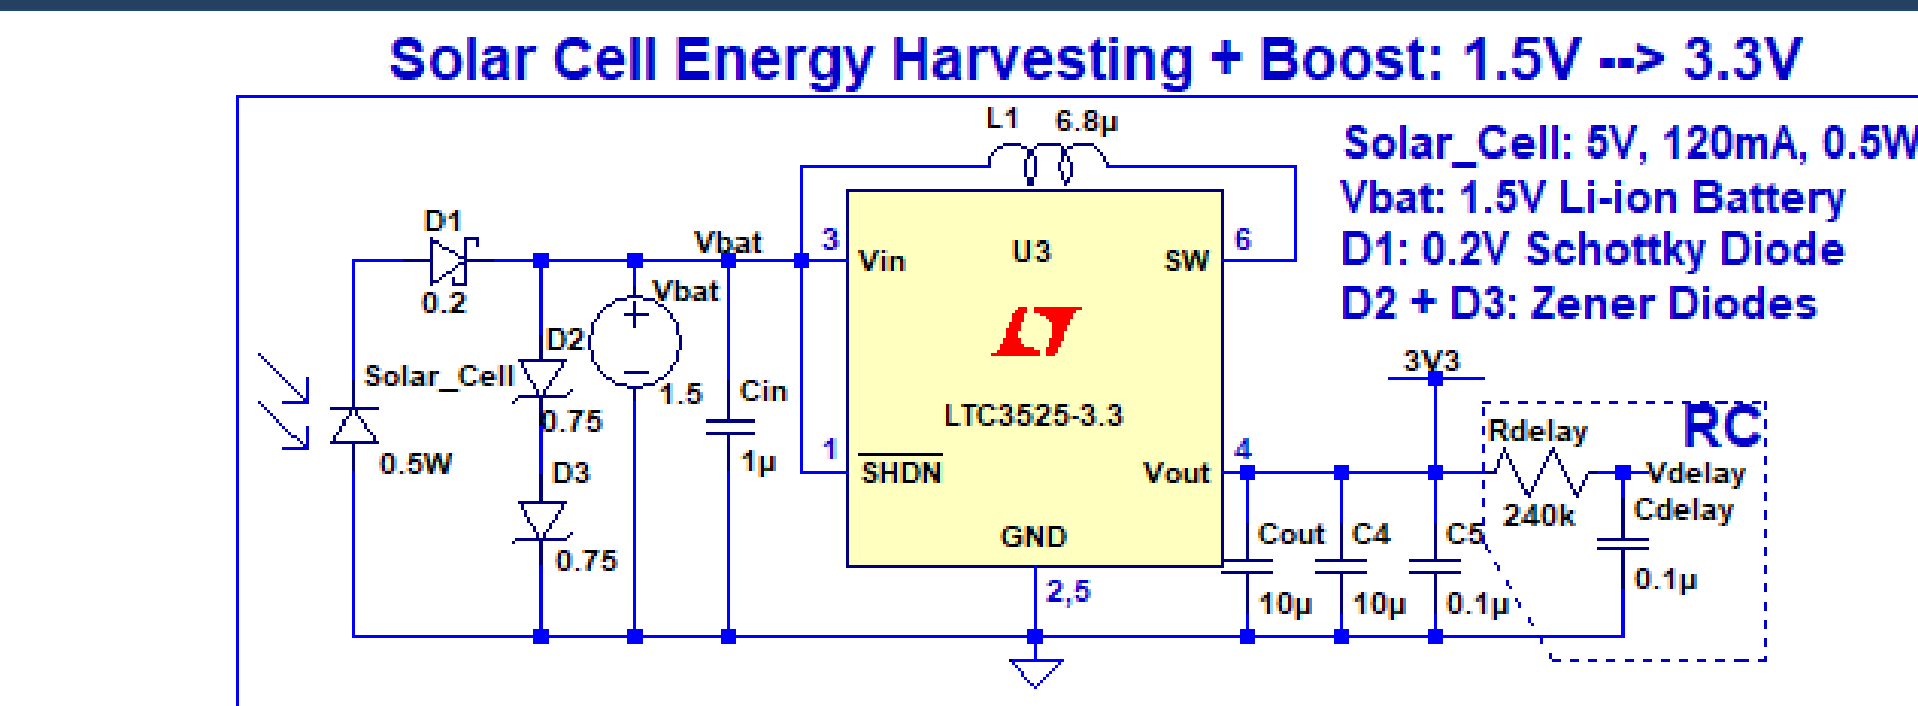 Solar Cell Energy Harvesting + Boost: 1.5V --> 3.3V
L1 6.8µ
Solar_Cell: 5V, 120mA, 0.5W
Vbat: 1.5V Li-ion Battery
D1: 0.2V Schottky Diode
D2 + D3: Zener Diodes
D1
0.2
Vbat
3
Vin
U3
SW
6
Vbat
D2
Solar_Cell
0.5W
0.75
1.5
Cin
1µ
D3
0.75
LTC3525-3.3
1
SHDN
Vout
4
GND
2,5
3V3
RC
Rdelay
240k
Vdelay
Cdelay
0.1µ
Cout
10µ
C4
10µ
C5
0.1µ